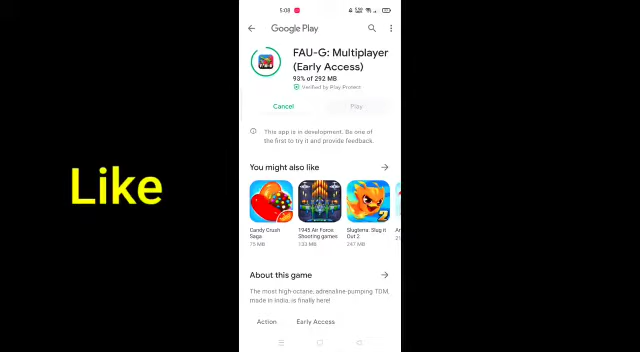 5:08
Google Play
FAU-G: Multiplayer
(Early Access)
93% of 292 MB
Verified by Play Protect
Cancel
Play
This app is in development. Be one of
the first to try it and provide feedback.
Like
You might also like
Candy Crush
Saga
75 MB
1945 Air Force:
Shooting games
133 MB
Slugterra: Slug it
Out 2
247 MB
About this game
The most high-octane, adrenaline-pumping TDM,
made in India, is finally here!
Action
Early Access